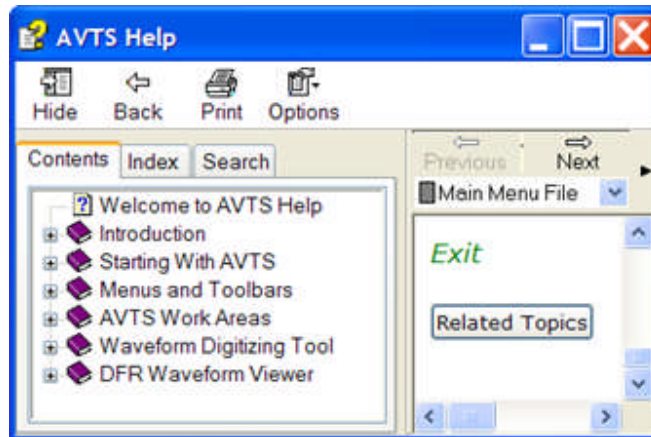 AVTS Help
Hide Back Print Options
Contents Index Search
Welcome to AVTS Help
Introduction
Starting With AVTS
Menus and Toolbars
AVTS Work Areas
Waveform Digitizing Tool
DFR Waveform Viewer
Previous Next
Main Menu File
Exit
Related Topics